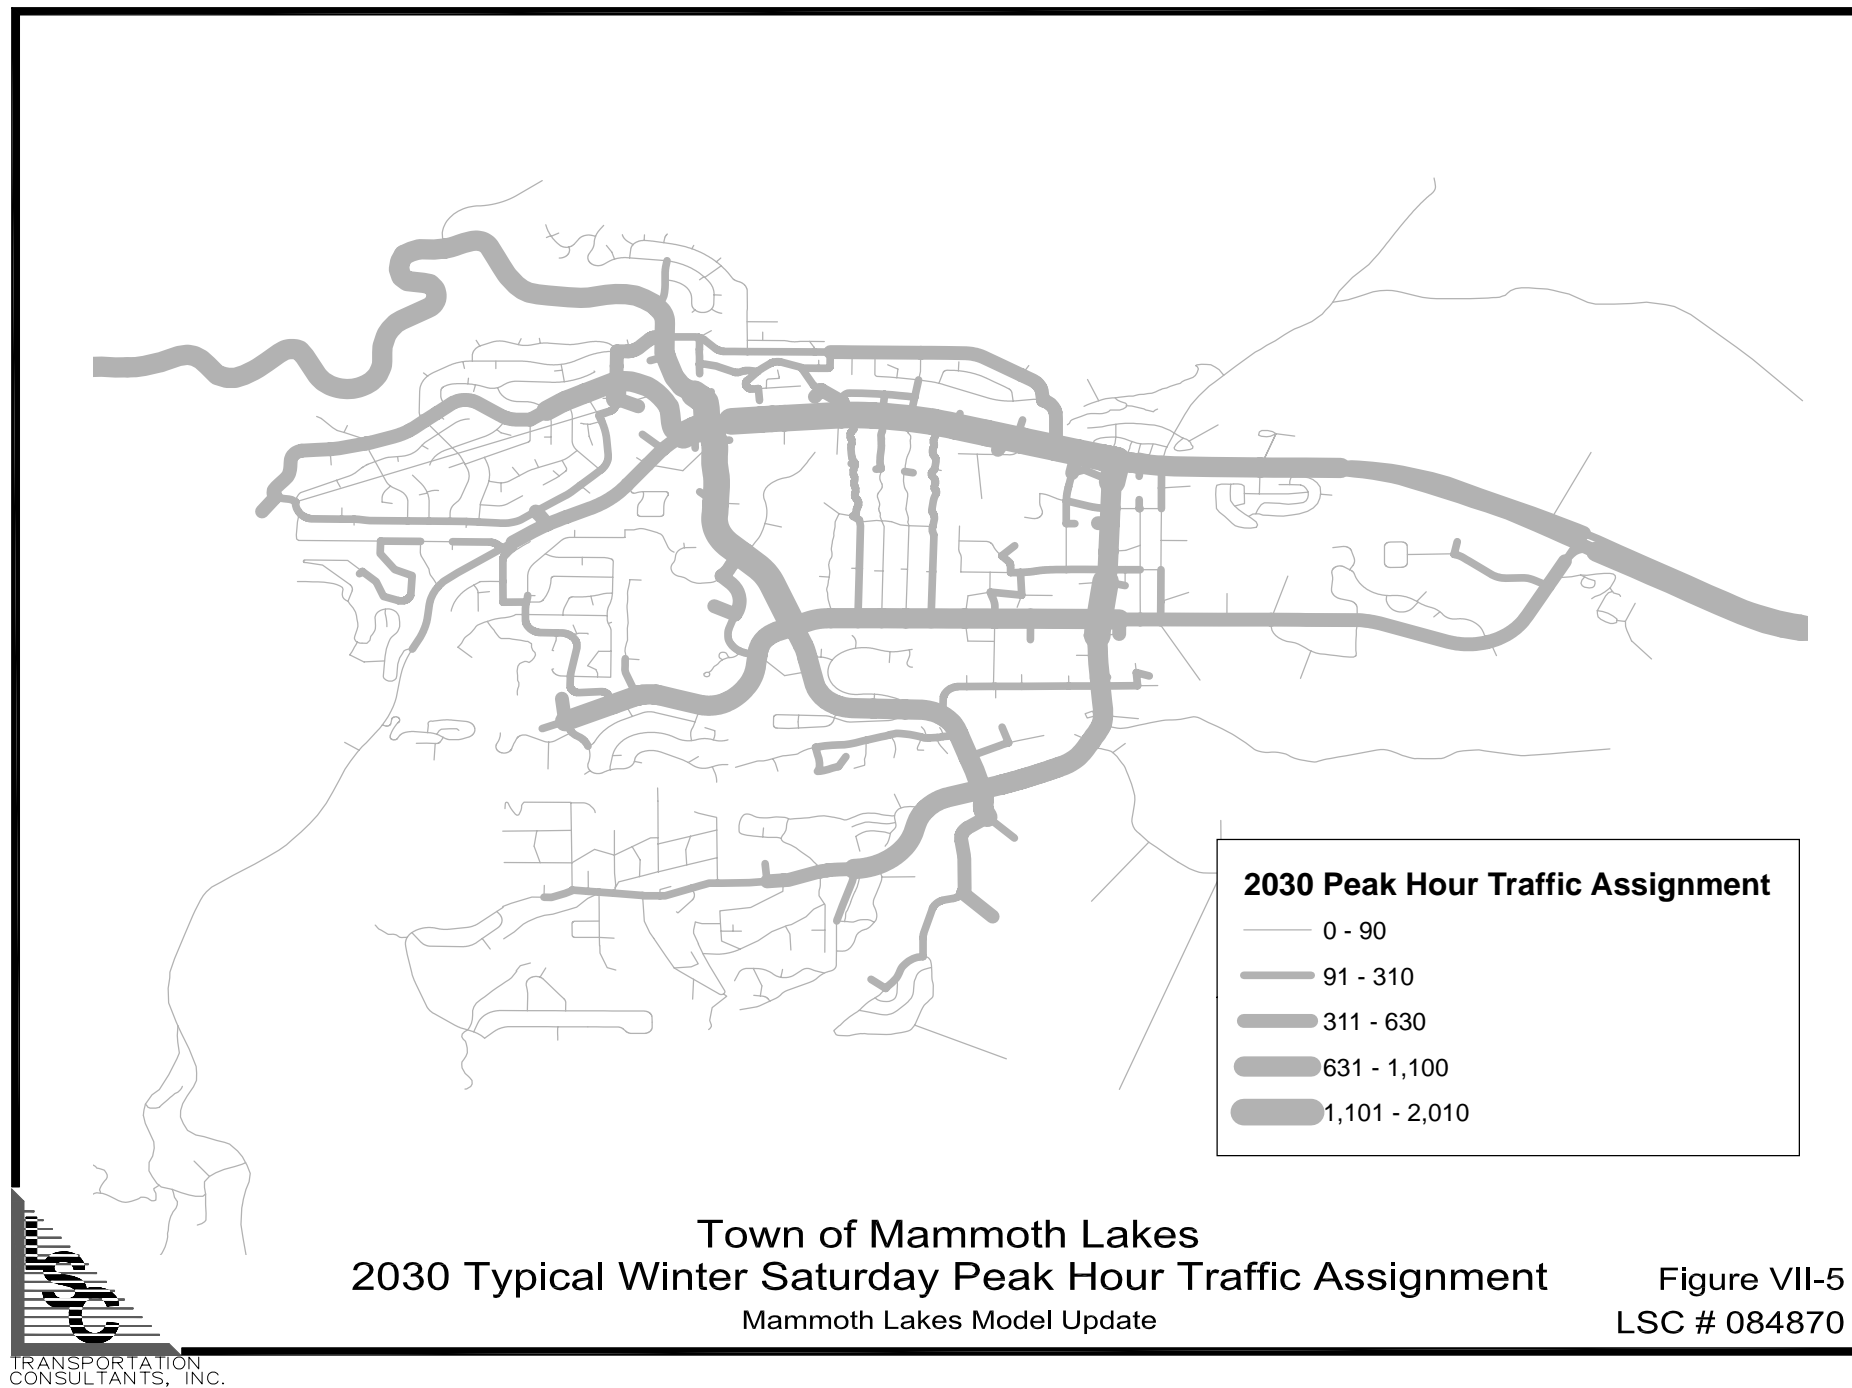 2030 Peak Hour Traffic Assignment
0 - 90
91 - 310
311 - 630
631 - 1,100
1,101 - 2,010
Town of Mammoth Lakes
2030 Typical Winter Saturday Peak Hour Traffic Assignment
Mammoth Lakes Model Update
Figure VII-5
LSC # 084870
LSC
TRANSPORTATION
CONSULTANTS, INC.